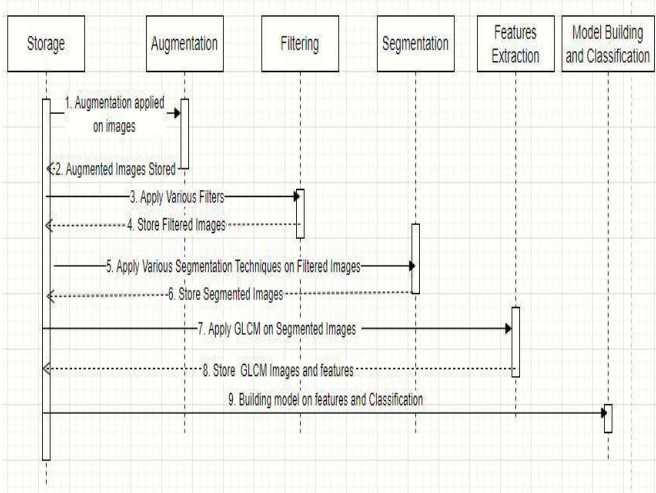 Storage
Augmentation
Filtering
Segmentation
Features
Extraction
Model Building
and Classification
1. Augmentation applied
on images
2. Augmented Images Stored
3. Apply Various Filters
4. Store Filtered Images
5. Apply Various Segmentation Techniques on Filtered Images
6. Store Segmented Images
7. Apply GLCM on Segmented Images
8. Store GLCM Images and features
9. Building model on features and Classification